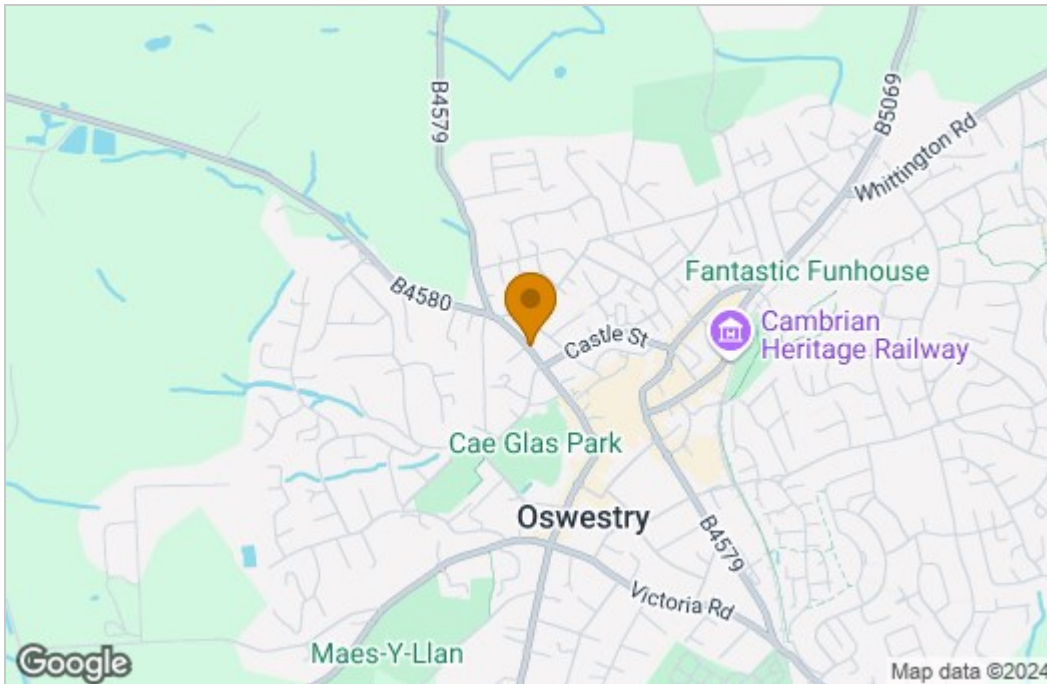 B4579
B5069
Whittington Rd
Fantastic Funhouse
B4580
Castle St
Cambrian
Heritage Railway
Cae Glas Park
Oswestry
B4579
Victoria Rd
Maes-Y-Llan
Google
Map data ©2024